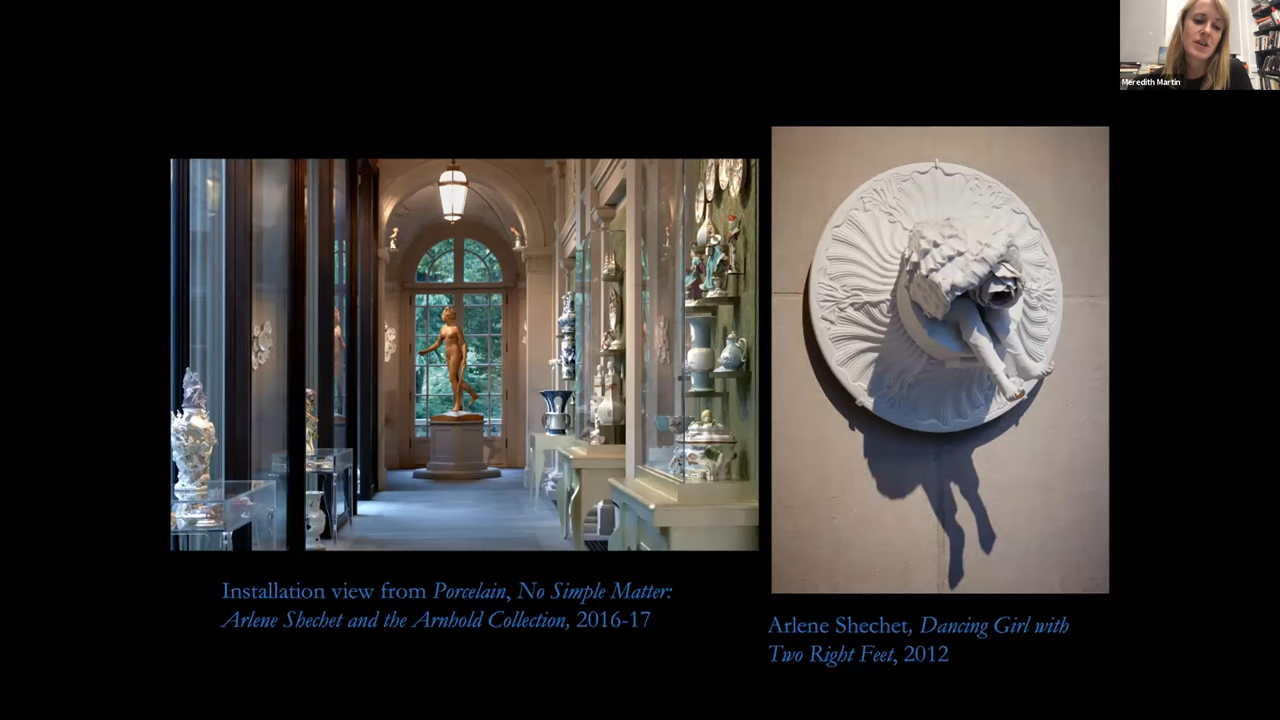 Meredith Martin
Installation view from Porcelain, No Simple Matter:
Arlene Shechet and the Arnhold Collection, 2016-17
Arlene Shechet, Dancing Girl with
Two Right Feet, 2012